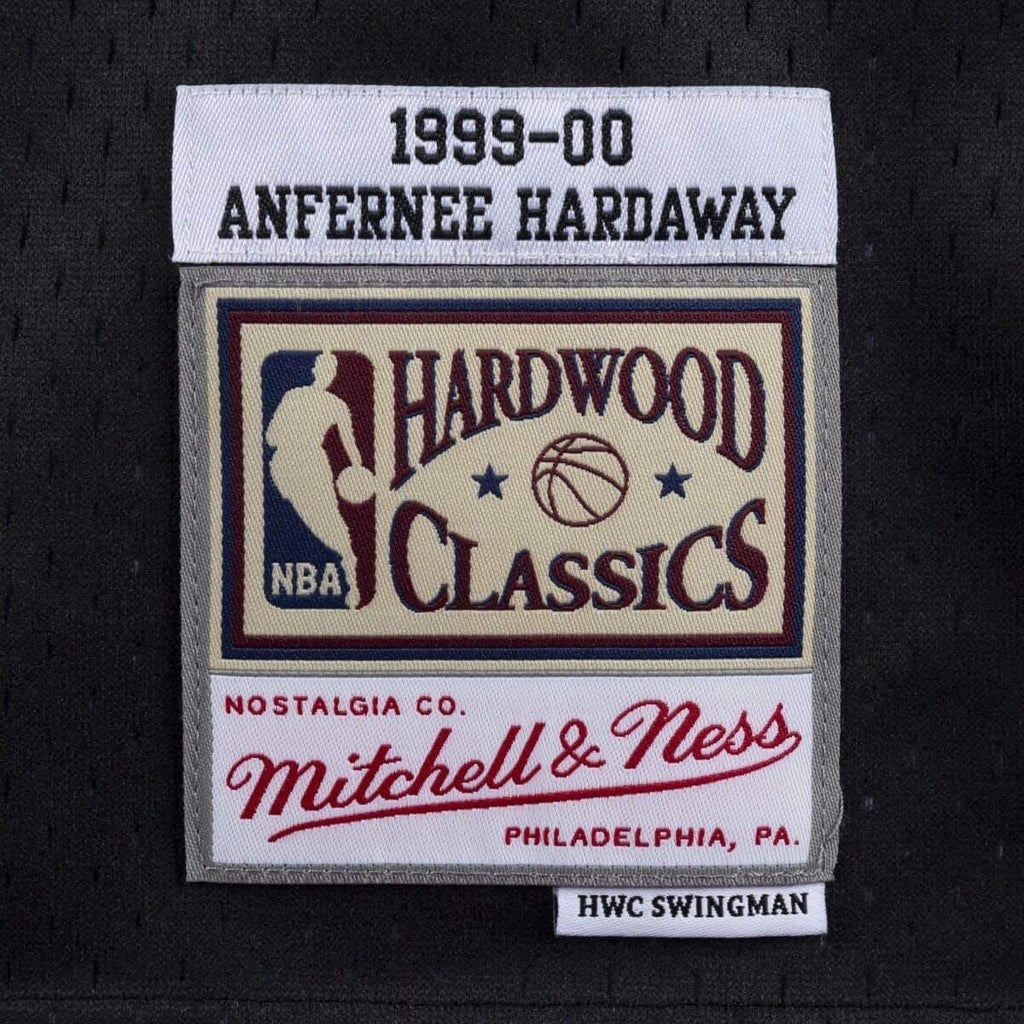 1999-00
ANFERNEE HARDAWAY
HARDWOOD
CLASSICS
NBA
NOSTALGIA CO.
Mitchell & Ness
PHILADELPHIA, PA.
HWC SWINGMAN